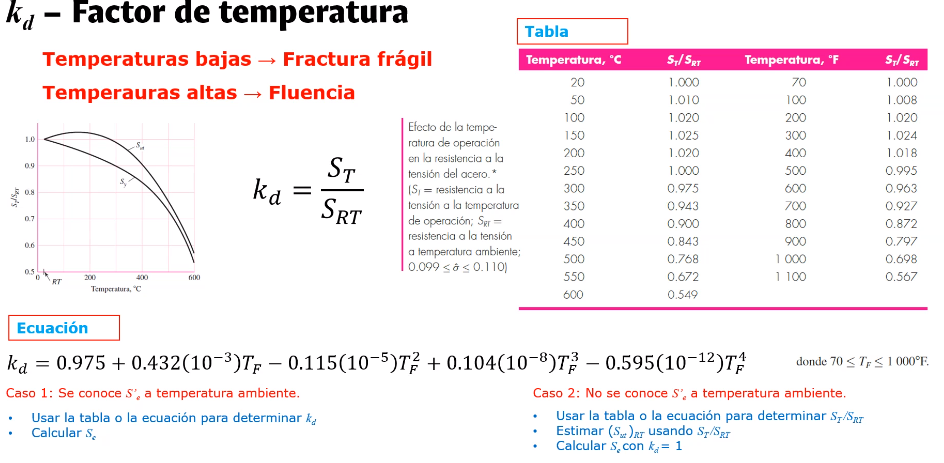 k_d – Factor de temperatura
Temperaturas bajas → Fractura frágil
Temperauras altas → Fluencia
S_T/S_RT
1.0
0.9
0.8
0.7
0.6
0.5
S_ut
S_y
0
RT
200
400
600
Temperatura, °C
k_d = S_T / S_RT
Efecto de la tempe-
ratura de operación
en la resistencia a la
tensión del acero.*
(S_T = resistencia a la
tensión a la temperatura
de operación; S_RT =
resistencia a la tensión
a temperatura ambiente;
0.099 ≤ σ̂ ≤ 0.110)
Tabla
Temperatura, °C S_T/S_RT Temperatura, °F S_T/S_RT
20 1.000 70 1.000
50 1.010 100 1.008
100 1.020 200 1.020
150 1.025 300 1.024
200 1.020 400 1.018
250 1.000 500 0.995
300 0.975 600 0.963
350 0.943 700 0.927
400 0.900 800 0.872
450 0.843 900 0.797
500 0.768 1 000 0.698
550 0.672 1 100 0.567
600 0.549
Ecuación
k_d = 0.975 + 0.432(10⁻³)T_F − 0.115(10⁻⁵)T_F² + 0.104(10⁻⁸)T_F³ − 0.595(10⁻¹²)T_F⁴
donde 70 ≤ T_F ≤ 1 000°F.
Caso 1: Se conoce S'_e a temperatura ambiente.
• Usar la tabla o la ecuación para determinar k_d
• Calcular S_e
Caso 2: No se conoce S'_e a temperatura ambiente.
• Usar la tabla o la ecuación para determinar S_T/S_RT
• Estimar (S_ut)_RT usando S_T/S_RT
• Calcular S_e con k_d = 1